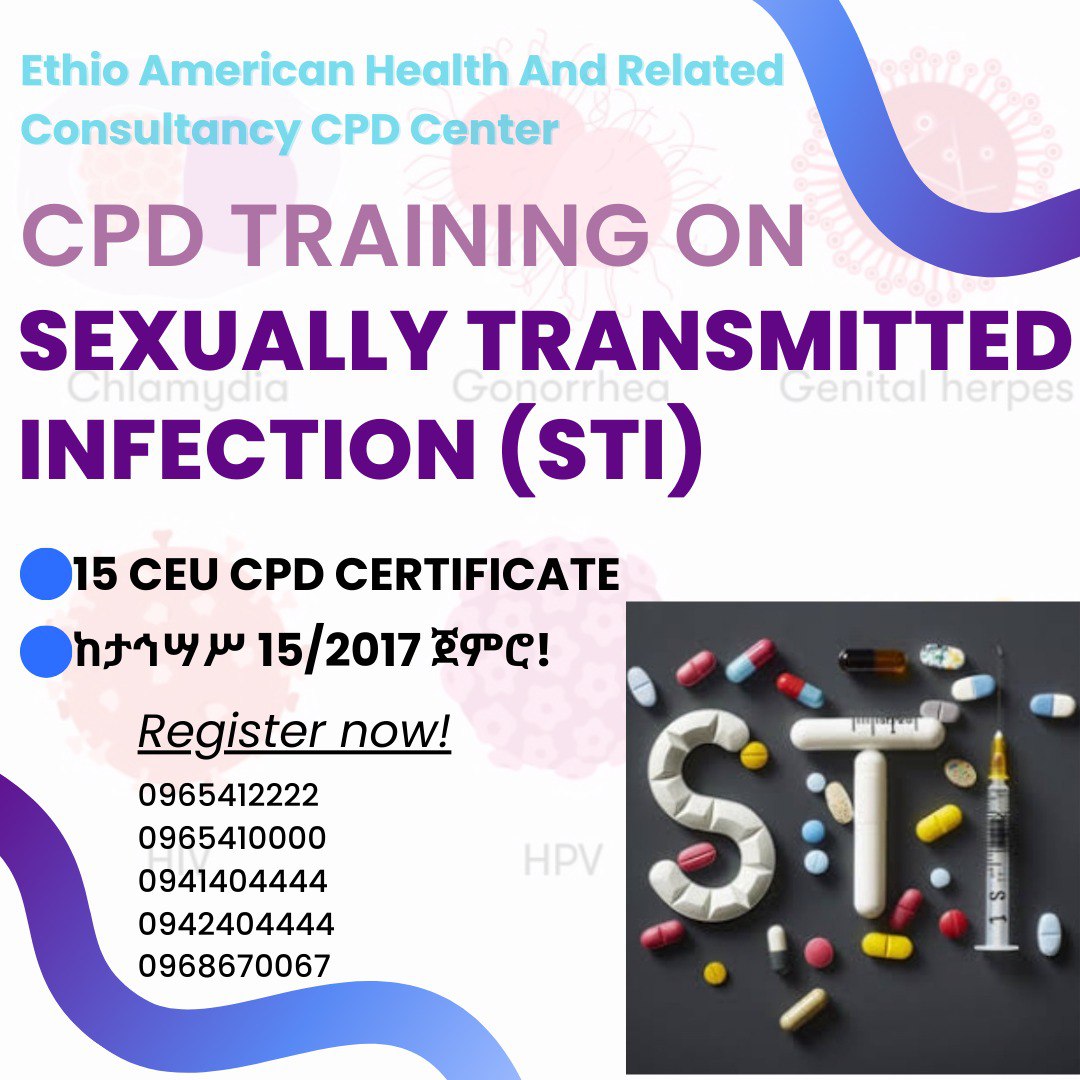 Ethio American Health And Related
Consultancy CPD Center
CPD TRAINING ON
SEXUALLY TRANSMITTED
INFECTION (STI)
Chlamydia
Gonorrhea
Genital herpes
15 CEU CPD CERTIFICATE
ከታኅሣሥ 15/2017 ጀምሮ!
Register now!
0965412222
0965410000
0941404444
0942404444
0968670067
HIV
HPV
STI